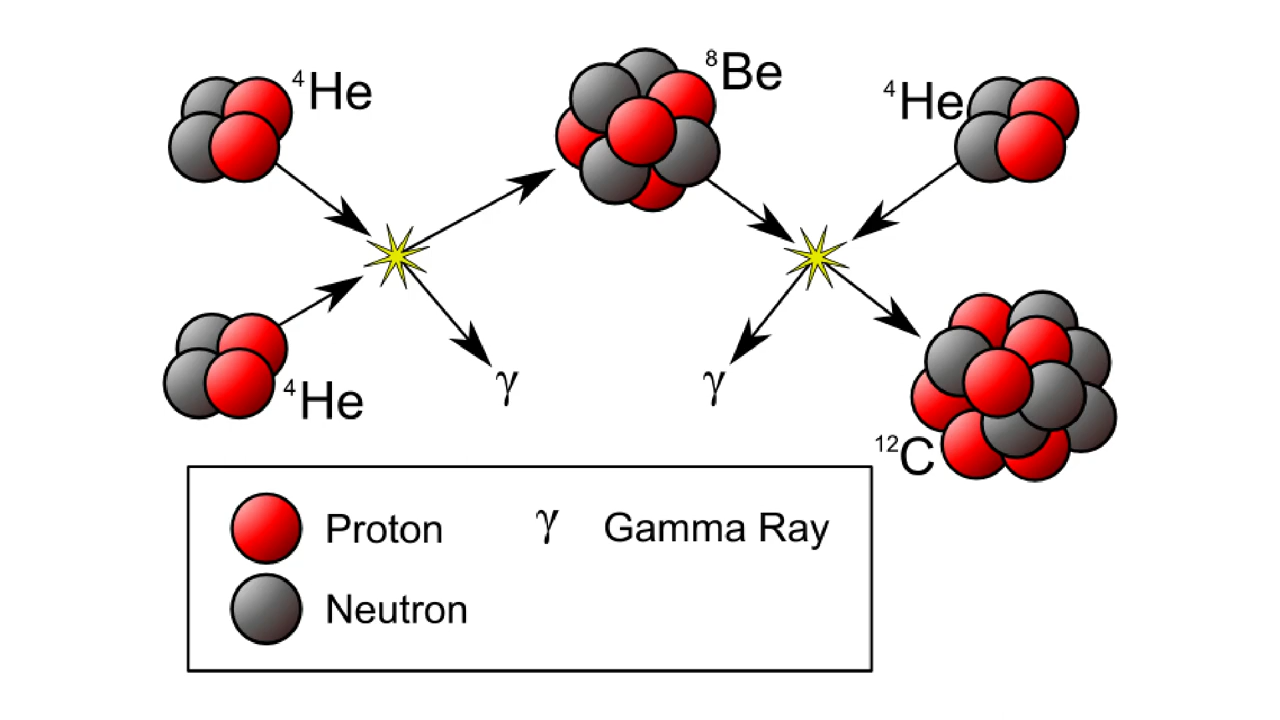 ⁴He
⁸Be
⁴He
γ
γ
⁴He
¹²C
Proton
γ Gamma Ray
Neutron